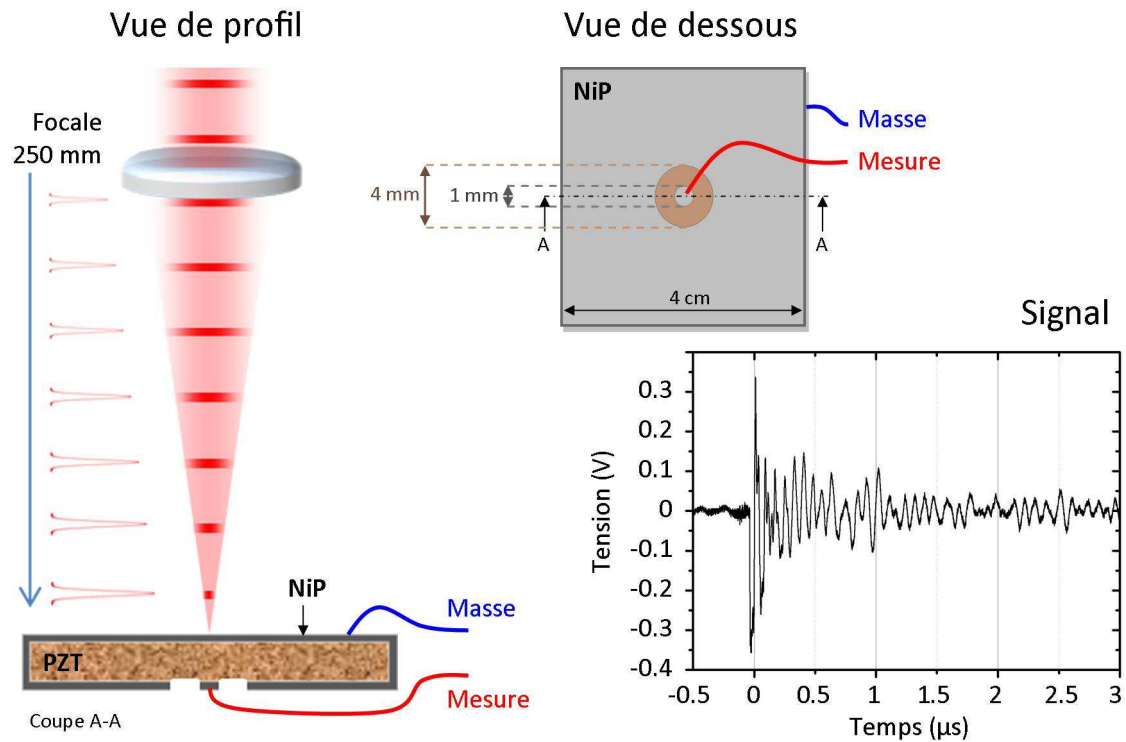 Vue de profil
Focale
250 mm
NiP
PZT
Masse
Mesure
Coupe A-A
Vue de dessous
NiP
Masse
Mesure
4 mm
1 mm
A
A
4 cm
Signal
Tension (V)
0.3
0.2
0.1
0
-0.1
-0.2
-0.3
-0.4
-0.5
0
0.5
1
1.5
2
2.5
3
Temps (µs)